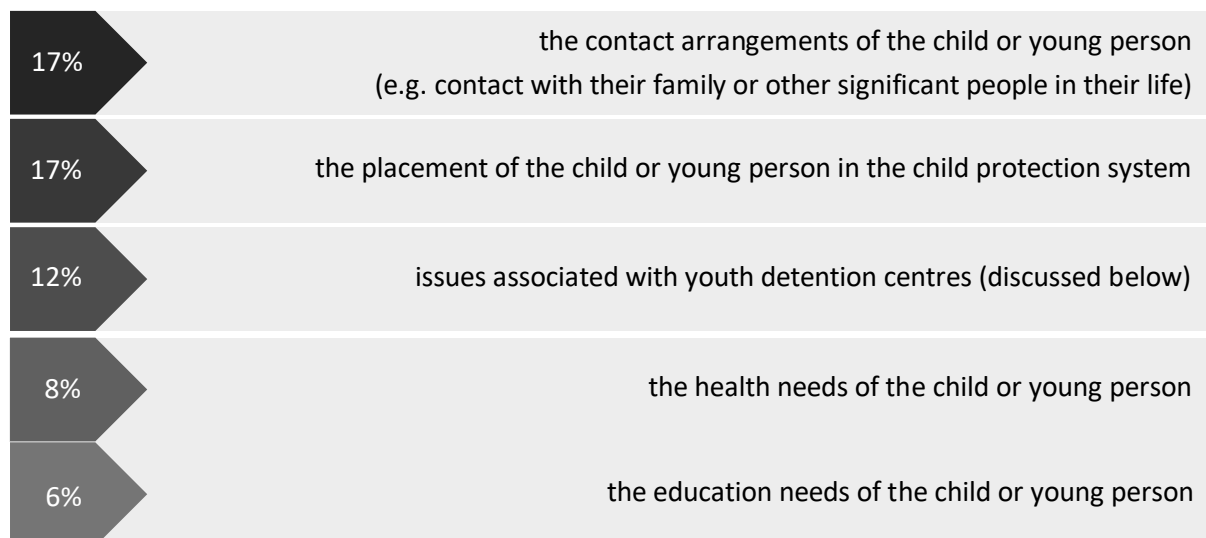 17%
the contact arrangements of the child or young person
(e.g. contact with their family or other significant people in their life)
17%
the placement of the child or young person in the child protection system
12%
issues associated with youth detention centres (discussed below)
8%
the health needs of the child or young person
6%
the education needs of the child or young person